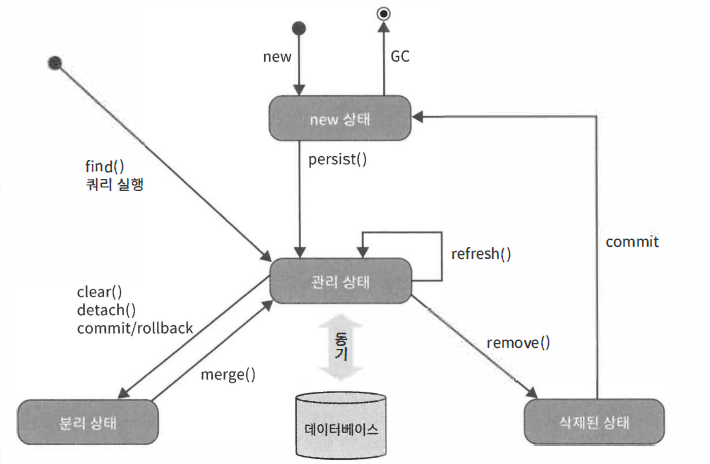 new
GC
new 상태
persist()
find()
쿼리 실행
commit
refresh()
관리 상태
clear()
detach()
commit/rollback
동기
remove()
merge()
분리 상태
데이터베이스
삭제된 상태